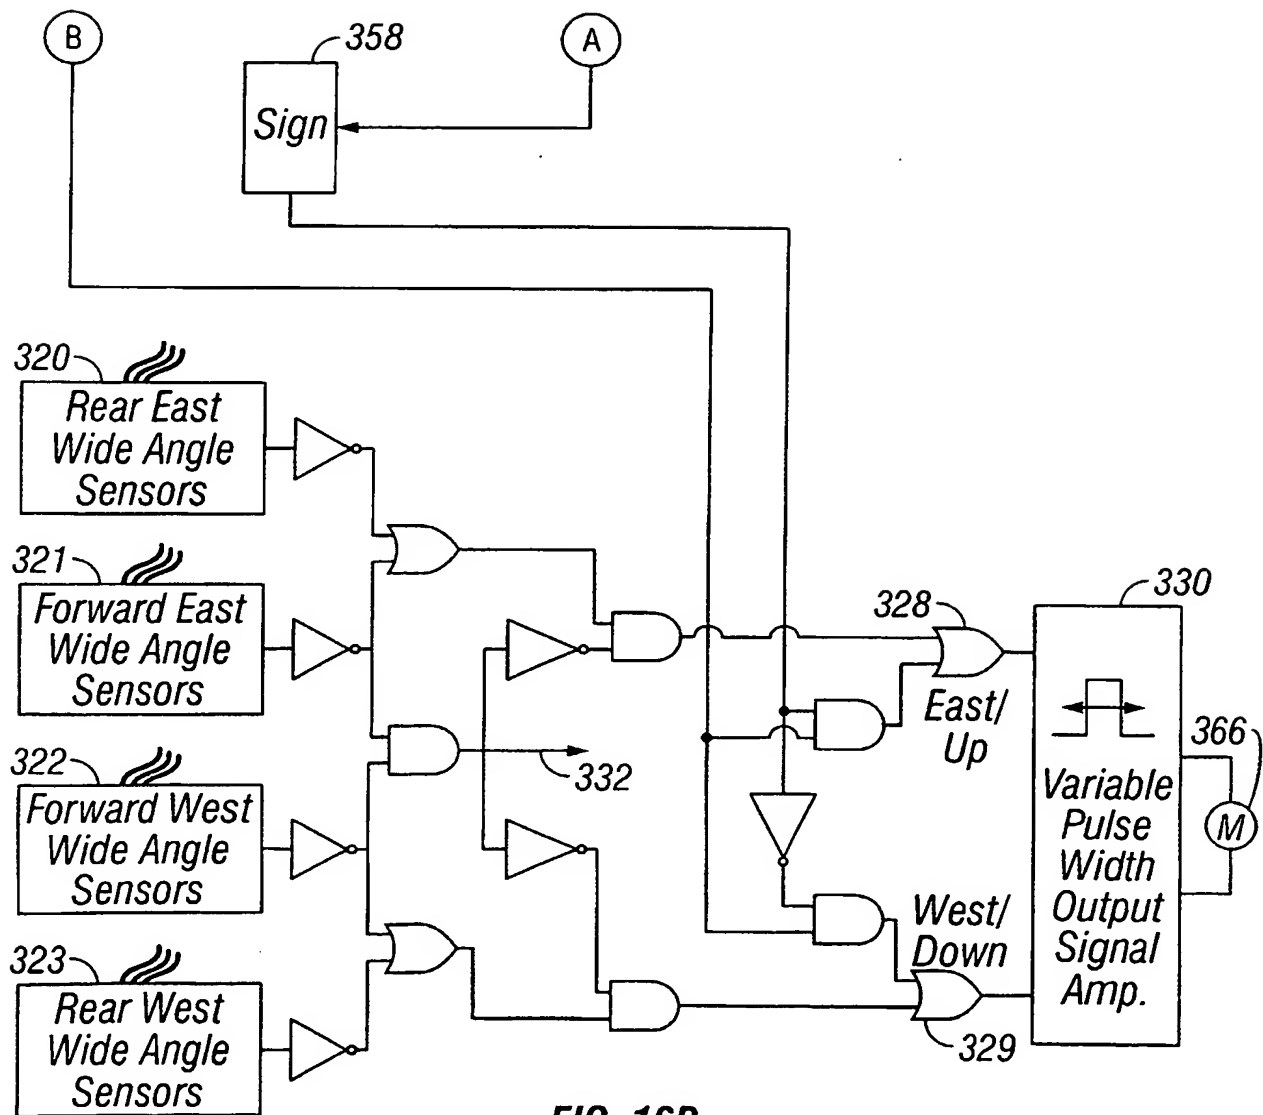 B
358
A
Sign
320
Rear East
Wide Angle
Sensors
321
Forward East
Wide Angle
Sensors
322
Forward West
Wide Angle
Sensors
323
Rear West
Wide Angle
Sensors
332
328
East/
Up
West/
Down
329
330
Variable
Pulse
Width
Output
Signal
Amp.
366
M